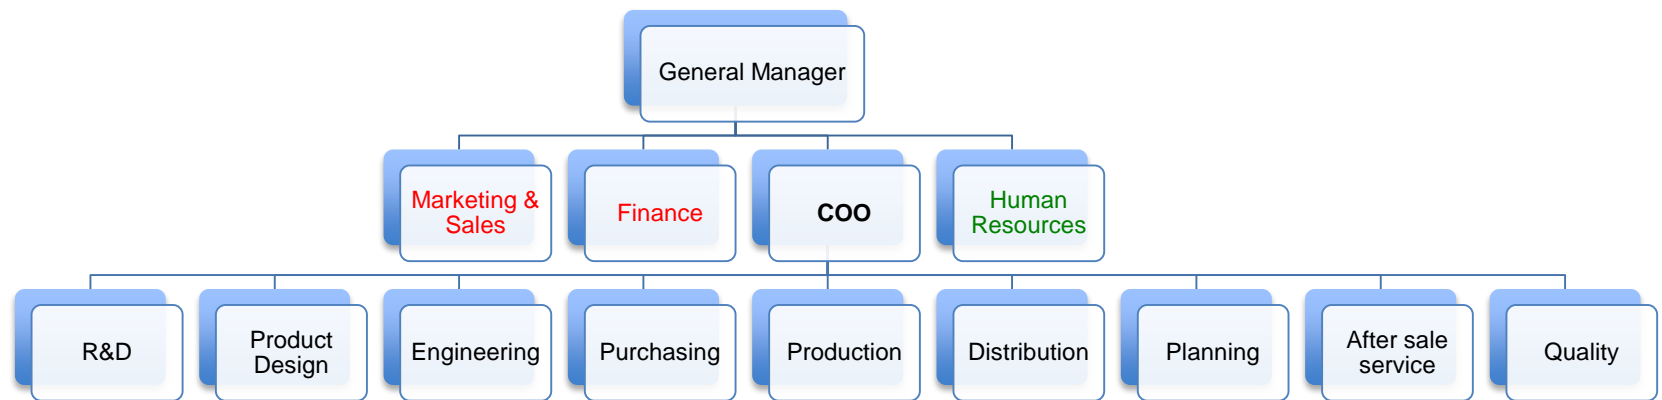 General Manager
Marketing &
Sales
Finance
COO
Human
Resources
R&D
Product
Design
Engineering
Purchasing
Production
Distribution
Planning
After sale
service
Quality